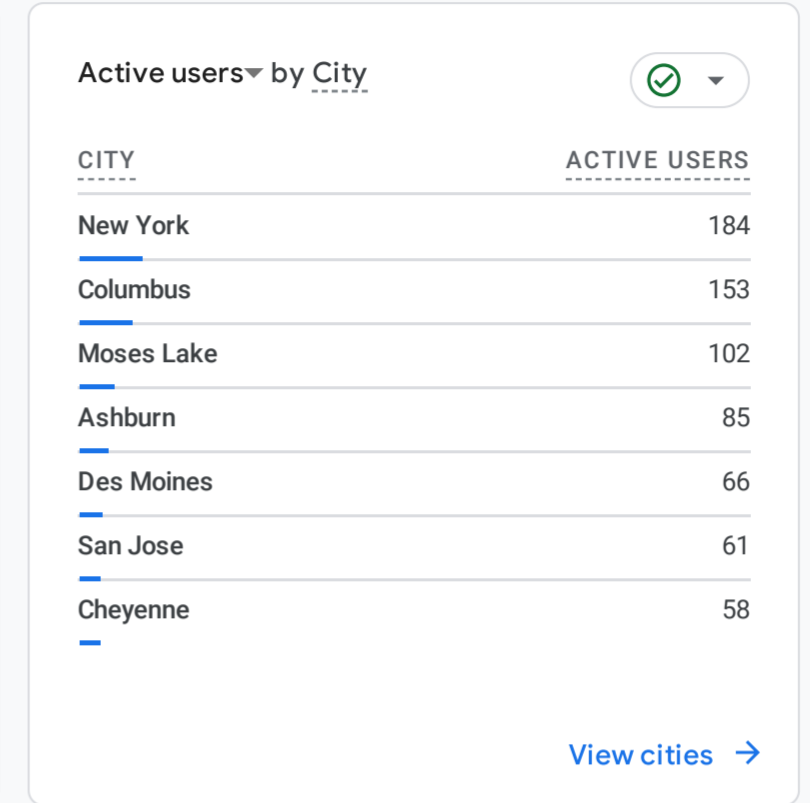 Active users by City
CITY ACTIVE USERS
New York 184
Columbus 153
Moses Lake 102
Ashburn 85
Des Moines 66
San Jose 61
Cheyenne 58
View cities